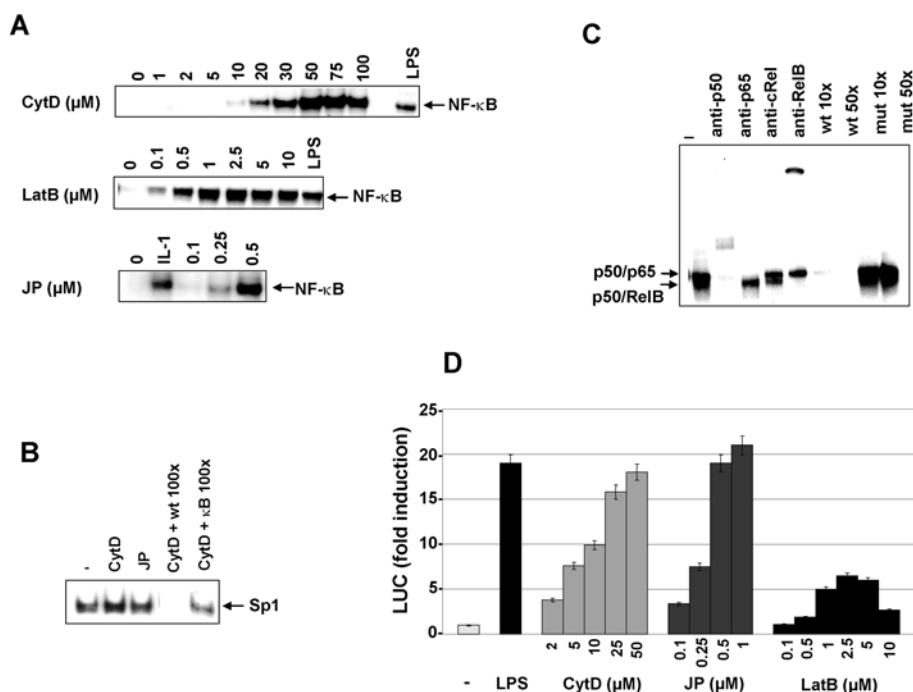 A
0 1 2 5 10 20 30 50 75 100 LPS
CytD (µM)
NF-κB
0 0.1 0.5 1 2.5 5 10 LPS
LatB (µM)
NF-κB
0 IL-1 0.1 0.25 0.5
JP (µM)
NF-κB
C
– anti-p50 anti-p65 anti-cRel anti-RelB wt 10x wt 50x mut 10x mut 50x
p50/p65
p50/RelB
B
- CytD JP CytD + wt 100x CytD + κB 100x
Sp1
D
LUC (fold induction)
25
20
15
10
5
0
2 5 10 25 50 0.1 0.25 0.5 1 0.1 0.5 1 2.5 5 10
- LPS CytD (µM) JP (µM) LatB (µM)